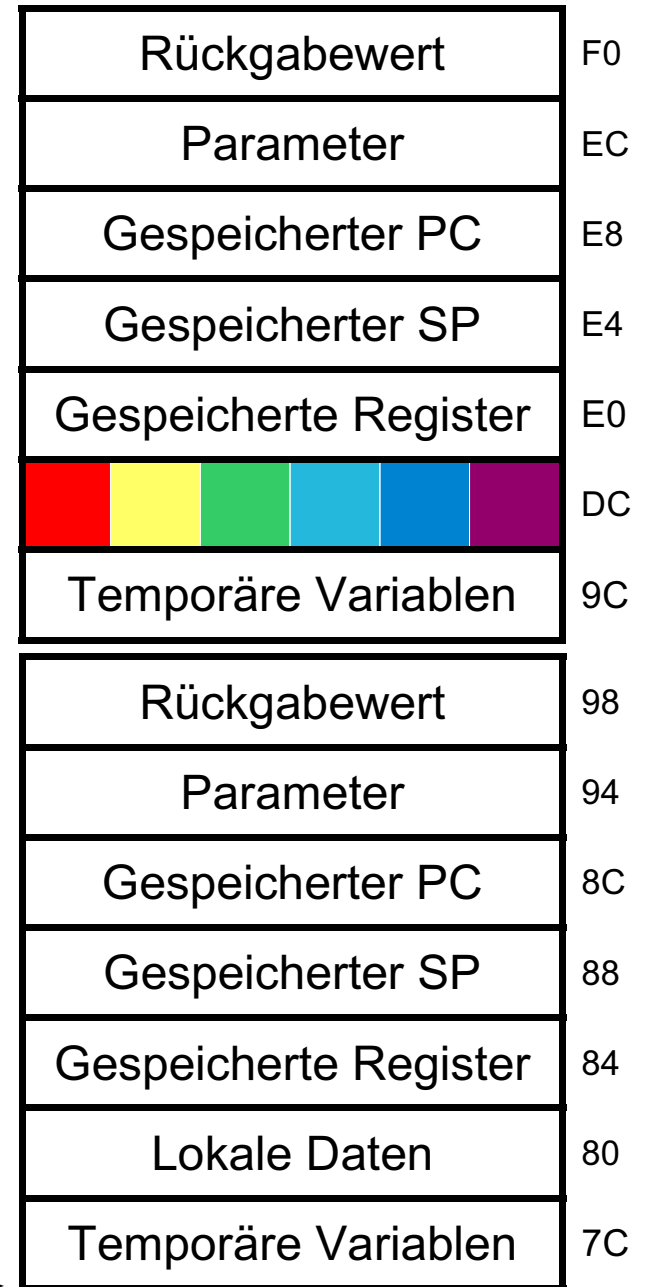 Rückgabewert F0
Parameter EC
Gespeicherter PC E8
Gespeicherter SP E4
Gespeicherte Register E0
DC
Temporäre Variablen 9C
Rückgabewert 98
Parameter 94
Gespeicherter PC 8C
Gespeicherter SP 88
Gespeicherte Register 84
Lokale Daten 80
Temporäre Variablen 7C